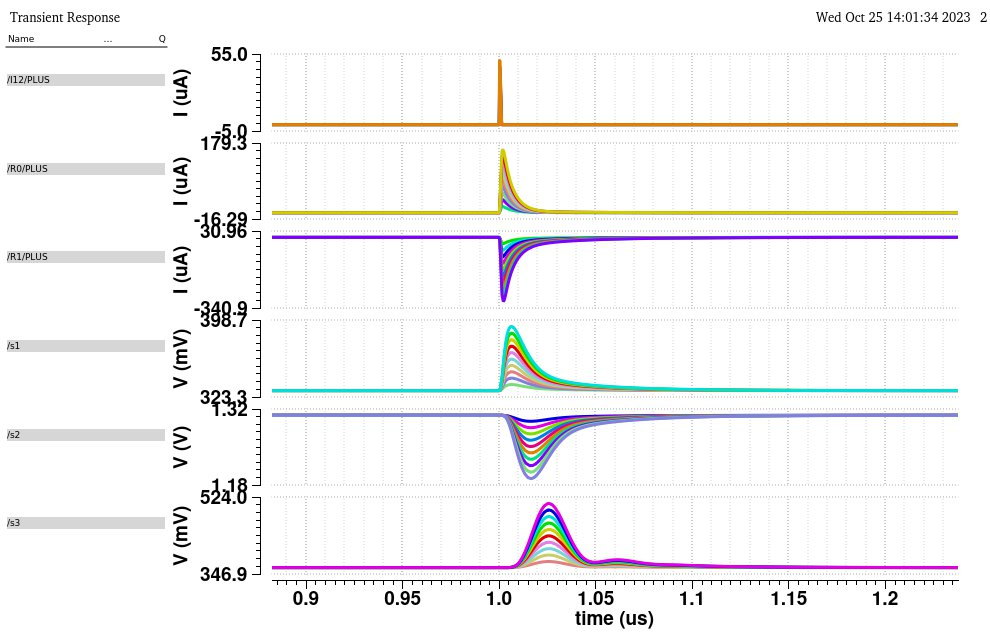 Transient Response
Wed Oct 25 14:01:34 2023 2
Name ... Q
/I12/PLUS
I (uA)
55.0
-5.0
/R0/PLUS
I (uA)
179.3
-16.29
/R1/PLUS
I (uA)
30.96
-340.9
/s1
V (mV)
398.7
323.3
/s2
V (V)
1.32
1.18
/s3
V (mV)
524.0
346.9
0.9 0.95 1.0 1.05 1.1 1.15 1.2
time (us)